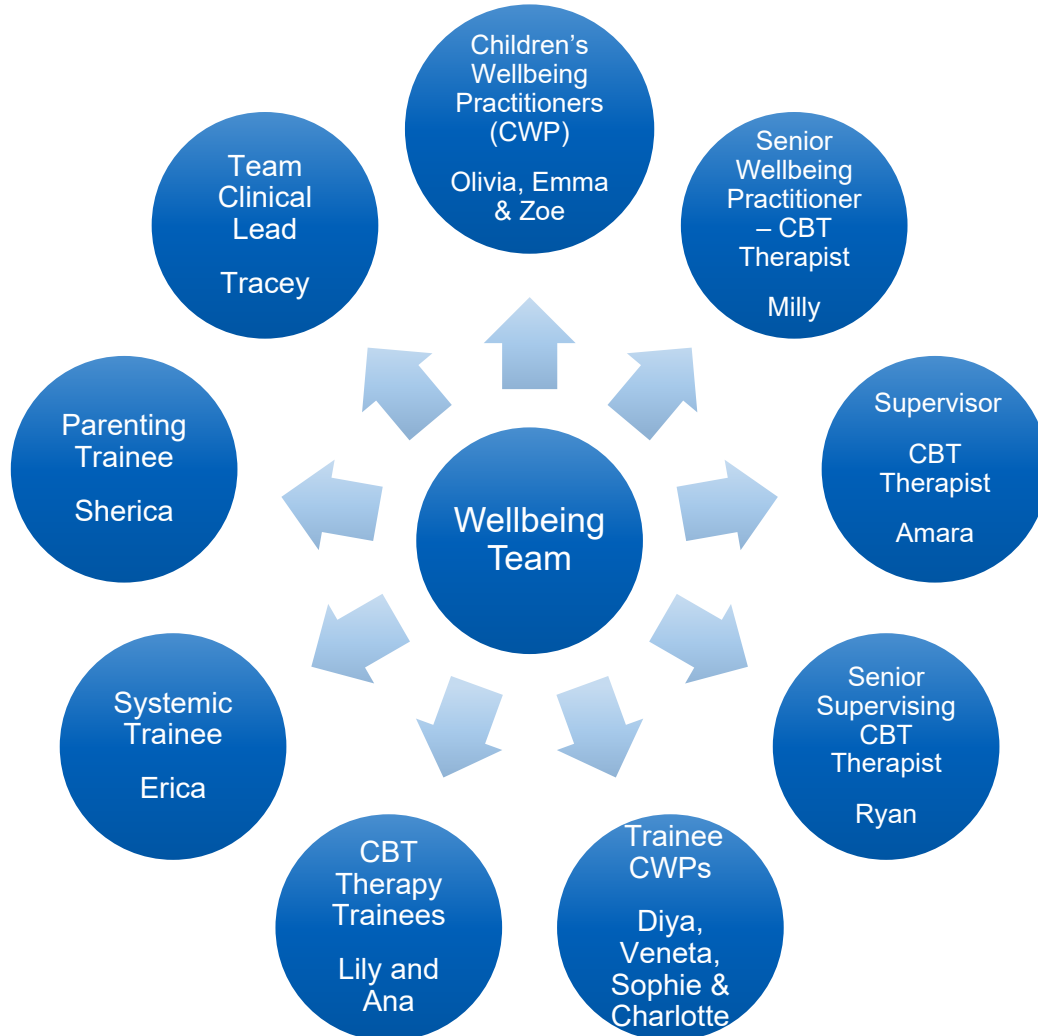 Children’s
Wellbeing
Practitioners
(CWP)
Olivia, Emma
& Zoe
Senior
Wellbeing
Practitioner
– CBT
Therapist
Milly
Supervisor
CBT
Therapist
Amara
Senior
Supervising
CBT
Therapist
Ryan
Trainee
CWPs
Diya,
Veneta,
Sophie &
Charlotte
CBT
Therapy
Trainees
Lily and
Ana
Systemic
Trainee
Erica
Parenting
Trainee
Sherica
Team
Clinical
Lead
Tracey
Wellbeing
Team